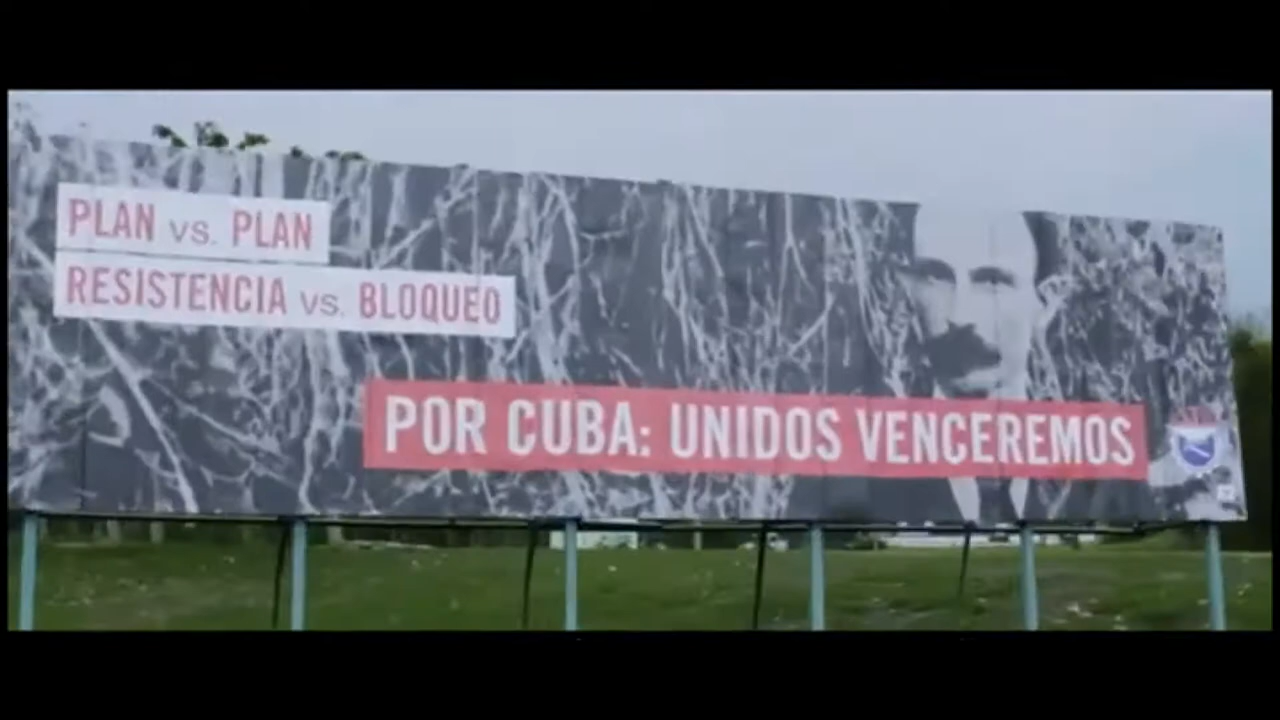 PLAN vs. PLAN
RESISTENCIA vs. BLOQUEO
POR CUBA: UNIDOS VENCEREMOS